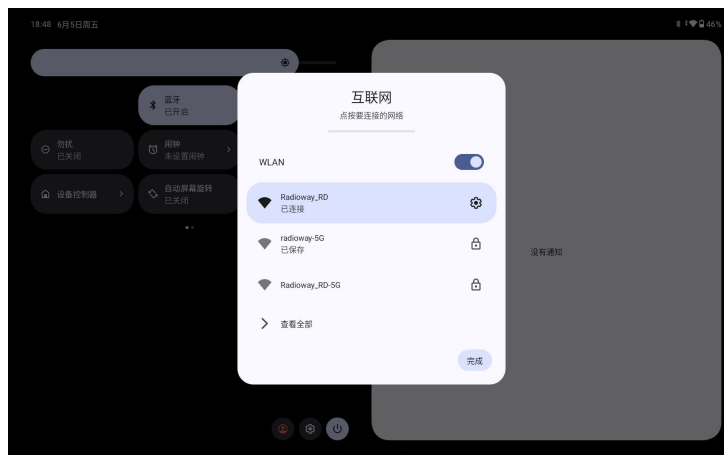 18:48 6月5日周五
46%
蓝牙
已开启
勿扰
已关闭
闹钟
未设置闹钟
设备控制器
自动屏幕旋转
已关闭
互联网
点按要连接的网络
WLAN
Radioway_RD
已连接
radioway-5G
已保存
Radioway_RD-5G
查看全部
完成
没有通知